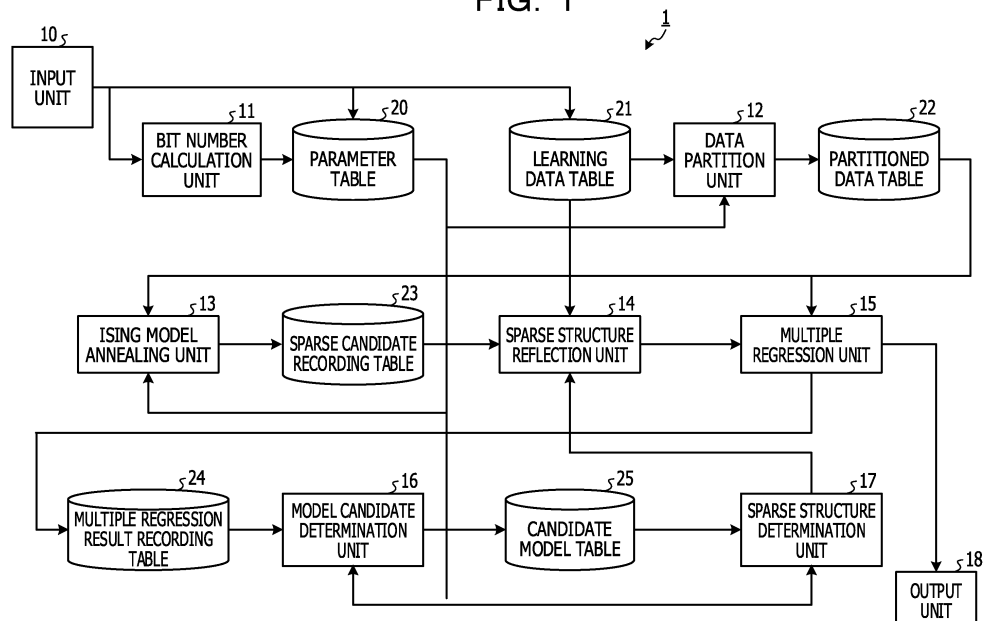 FIG. 1
1
10
INPUT
UNIT
11
BIT NUMBER
CALCULATION
UNIT
20
PARAMETER
TABLE
21
LEARNING
DATA TABLE
12
DATA
PARTITION
UNIT
22
PARTITIONED
DATA TABLE
13
ISING MODEL
ANNEALING UNIT
23
SPARSE CANDIDATE
RECORDING TABLE
14
SPARSE STRUCTURE
REFLECTION UNIT
15
MULTIPLE
REGRESSION UNIT
24
MULTIPLE REGRESSION
RESULT RECORDING
TABLE
16
MODEL CANDIDATE
DETERMINATION
UNIT
25
CANDIDATE
MODEL TABLE
17
SPARSE STRUCTURE
DETERMINATION
UNIT
18
OUTPUT
UNIT